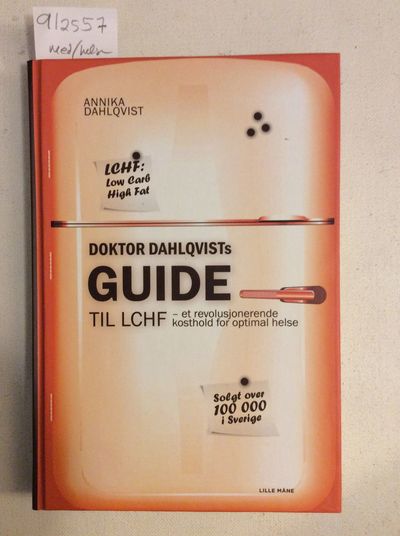 9/2557
med/helse
ANNIKA
DAHLQVIST
LCHF:
Low Carb
High Fat
DOKTOR DAHLQVISTs
GUIDE
TIL LCHF – et revolusjonerende
kosthold for optimal helse
Solgt over
100 000
i Sverige
LILLE MÅNE